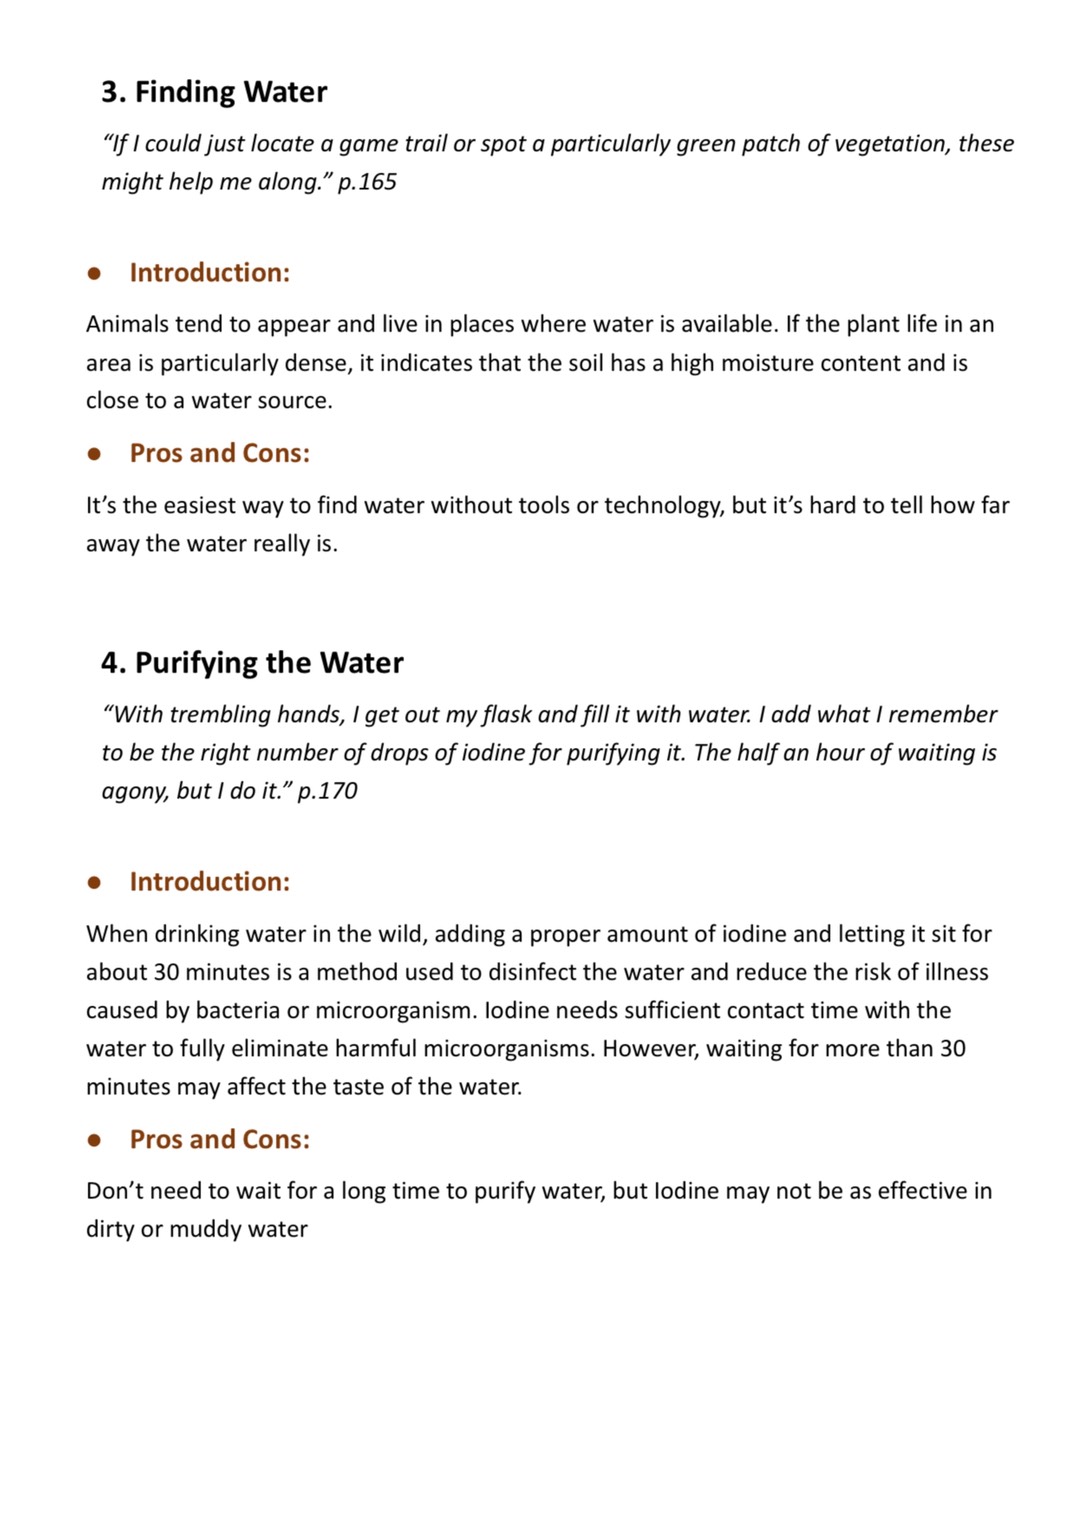 3. Finding Water
“If I could just locate a game trail or spot a particularly green patch of vegetation, these
might help me along.” p.165
● Introduction:
Animals tend to appear and live in places where water is available. If the plant life in an
area is particularly dense, it indicates that the soil has a high moisture content and is
close to a water source.
● Pros and Cons:
It’s the easiest way to find water without tools or technology, but it’s hard to tell how far
away the water really is.
4. Purifying the Water
“With trembling hands, I get out my flask and fill it with water. I add what I remember
to be the right number of drops of iodine for purifying it. The half an hour of waiting is
agony, but I do it.” p.170
● Introduction:
When drinking water in the wild, adding a proper amount of iodine and letting it sit for
about 30 minutes is a method used to disinfect the water and reduce the risk of illness
caused by bacteria or microorganism. Iodine needs sufficient contact time with the
water to fully eliminate harmful microorganisms. However, waiting for more than 30
minutes may affect the taste of the water.
● Pros and Cons:
Don’t need to wait for a long time to purify water, but Iodine may not be as effective in
dirty or muddy water